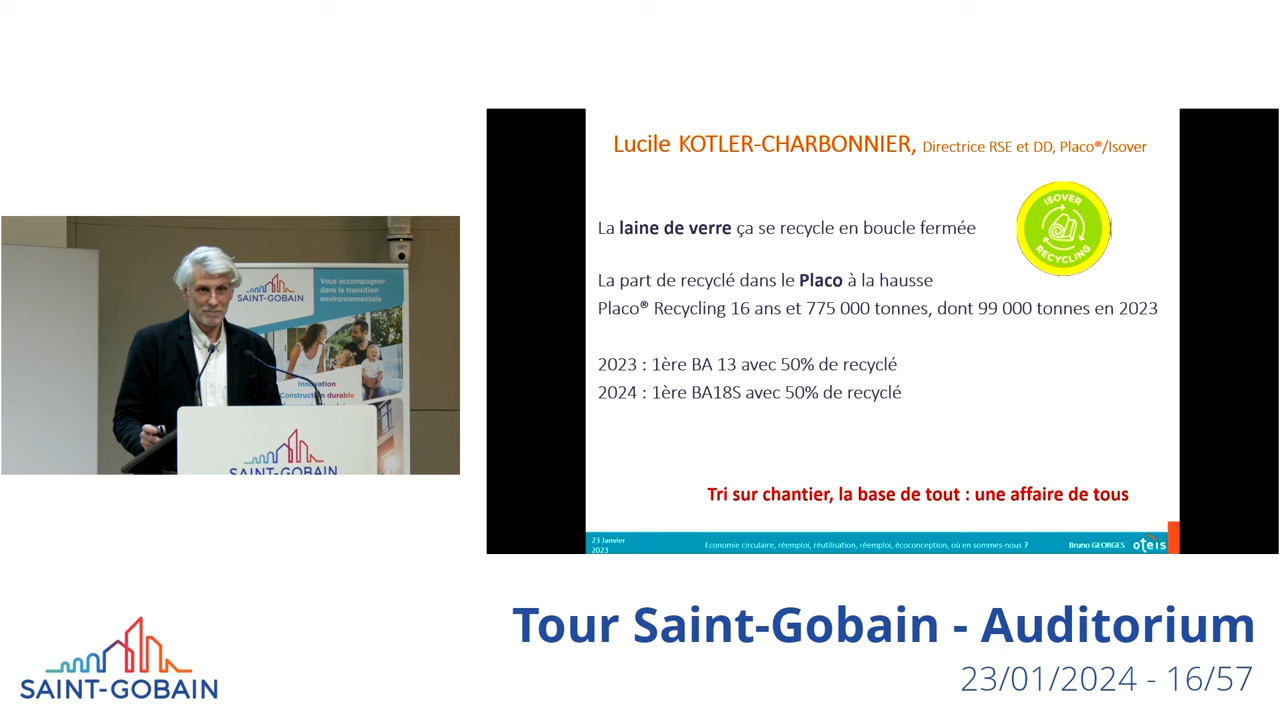 SAINT-GOBAIN
Vous accompagner
dans la transition
environnementale
Innovation
Construction durable
SAINT-GOBAIN
Lucile KOTLER-CHARBONNIER, Directrice RSE et DD, Placo®/Isover
La laine de verre ça se recycle en boucle fermée
ISOVER
RECYCLING
La part de recyclé dans le Placo à la hausse
Placo® Recycling 16 ans et 775 000 tonnes, dont 99 000 tonnes en 2023
2023 : 1ère BA 13 avec 50% de recyclé
2024 : 1ère BA18S avec 50% de recyclé
Tri sur chantier, la base de tout : une affaire de tous
23 Janvier
2023
Economie circulaire, réemploi, réutilisation, réemploi, écoconception, où en sommes-nous ?
Bruno GEORGES
oteis
SAINT-GOBAIN
Tour Saint-Gobain - Auditorium
23/01/2024 - 16/57